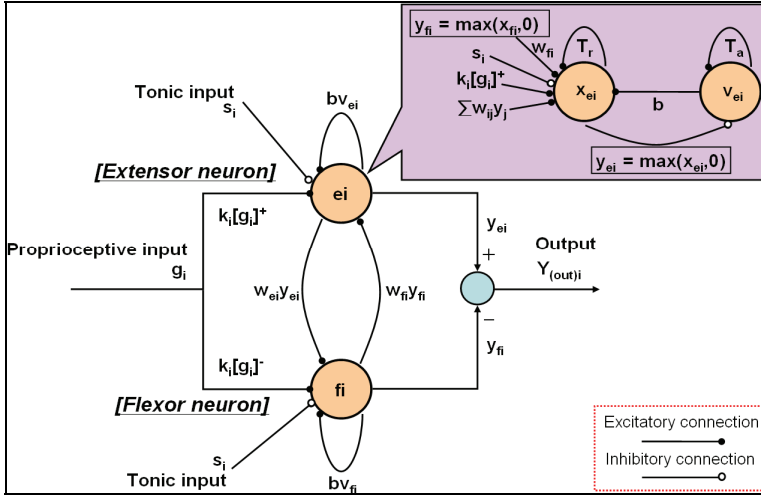 y_fi = max(x_fi,0)
w_fi
T_r
T_a
s_i
k_i[g_i]⁺
∑w_ij y_j
x_ei
v_ei
b
y_ei = max(x_ei,0)
Tonic input
s_i
bv_ei
[Extensor neuron]
ei
k_i[g_i]⁺
y_ei
Proprioceptive input
g_i
+
Output
Y_(out)i
w_ei y_ei
w_fi y_fi
−
k_i[g_i]⁻
y_fi
[Flexor neuron]
fi
s_i
Tonic input
bv_fi
Excitatory connection
Inhibitory connection